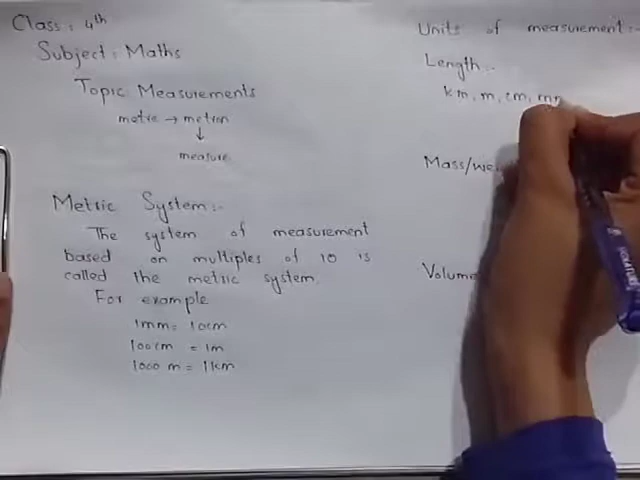 Class: 4th
Subject: Maths
Topic Measurements
metre → metron
↓
measure
Metric System:-
The system of measurement
based on multiples of 10 is
called the metric system.
For example
1mm = 10cm
100cm = 1m
1000 m = 1km
Units of measurement:-
Length:-
km, m, cm, m
Mass/we
Volume